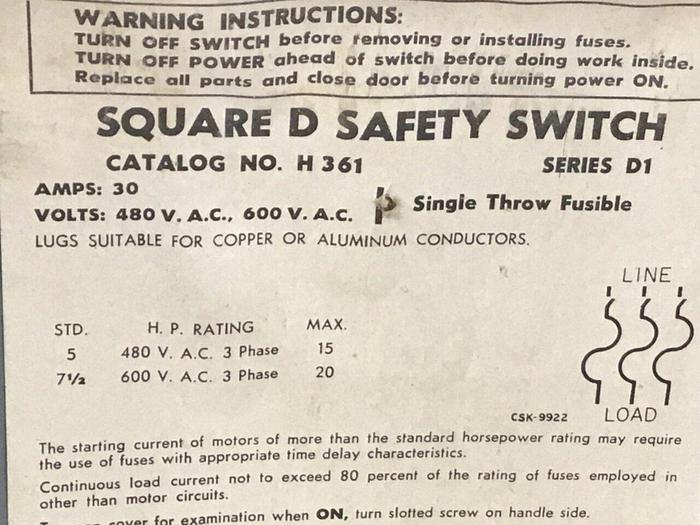 WARNING INSTRUCTIONS:
TURN OFF SWITCH before removing or installing fuses.
TURN OFF POWER ahead of switch before doing work inside.
Replace all parts and close door before turning power ON.
SQUARE D SAFETY SWITCH
CATALOG NO. H 361 SERIES D1
AMPS: 30
VOLTS: 480 V. A.C., 600 V. A.C. Single Throw Fusible
LUGS SUITABLE FOR COPPER OR ALUMINUM CONDUCTORS.
LINE
STD. H. P. RATING MAX.
5 480 V. A.C. 3 Phase 15
7½ 600 V. A.C. 3 Phase 20
CSK-9922 LOAD
The starting current of motors of more than the standard horsepower rating may require
the use of fuses with appropriate time delay characteristics.
Continuous load current not to exceed 80 percent of the rating of fuses employed in
other than motor circuits.
cover for examination when ON, turn slotted screw on handle side.